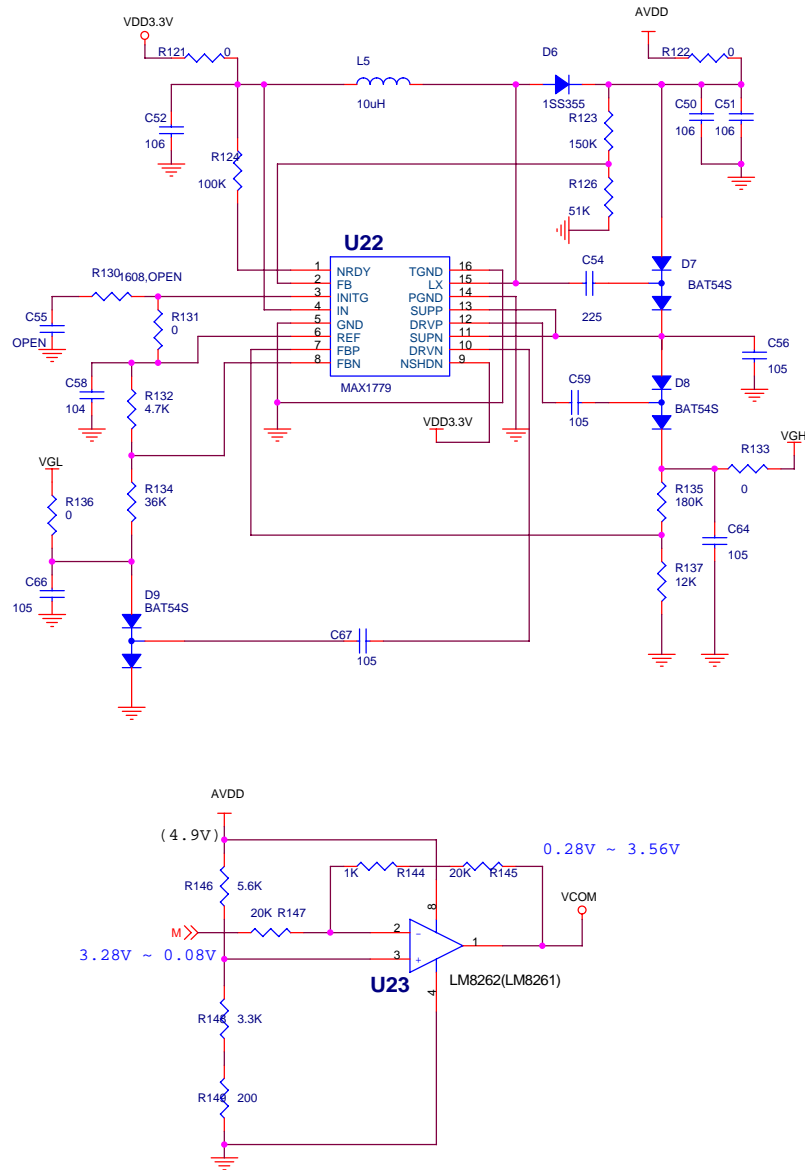 VDD3.3V
AVDD
R121
0
R122
0
L5
10uH
D6
1SS355
C52
106
R123
150K
C50
106
C51
106
R124
100K
R126
51K
U22
1
NRDY
TGND
16
2
FB
LX
15
3
INITG
PGND
14
4
IN
SUPP
13
5
GND
DRVP
12
6
REF
SUPN
11
7
FBP
DRVN
10
8
FBN
NSHDN
9
MAX1779
C54
225
D7
BAT54S
R130
1608,OPEN
C55
OPEN
R131
0
C58
104
R132
4.7K
C59
105
D8
BAT54S
C56
105
VDD3.3V
VGL
R136
0
R134
36K
R133
0
VGH
R135
180K
C64
105
R137
12K
C66
105
D9
BAT54S
C67
105
AVDD
(4.9V)
0.28V ~ 3.56V
R146
5.6K
1K
R144
20K
R145
VCOM
20K
R147
M
8
2
3
1
4
3.28V ~ 0.08V
U23
LM8262(LM8261)
R148
3.3K
R149
200